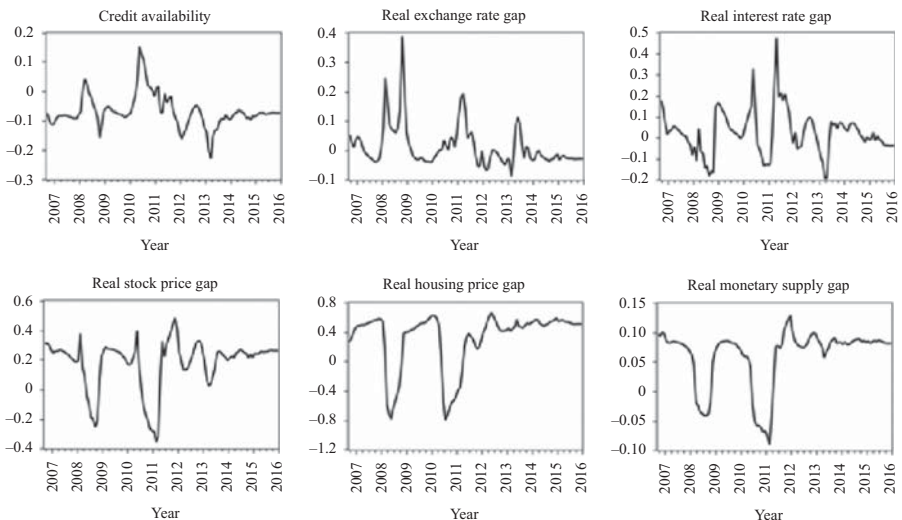 Credit availability
0.2
0.1
0
–0.1
–0.2
–0.3
2007 2008 2009 2010 2011 2012 2013 2014 2015 2016
Year
Real exchange rate gap
0.4
0.3
0.2
0.1
0
–0.1
2007 2008 2009 2010 2011 2012 2013 2014 2015 2016
Year
Real interest rate gap
0.5
0.4
0.3
0.2
0.1
0
–0.1
–0.2
2007 2008 2009 2010 2011 2012 2013 2014 2015 2016
Year
Real stock price gap
0.6
0.4
0.2
0
–0.2
–0.4
2007 2008 2009 2010 2011 2012 2013 2014 2015 2016
Year
Real housing price gap
0.8
0.4
0
–0.4
–0.8
–1.2
2007 2008 2009 2010 2011 2012 2013 2014 2015 2016
Year
Real monetary supply gap
0.15
0.10
0.05
0
–0.05
–0.10
2007 2008 2009 2010 2011 2012 2013 2014 2015 2016
Year